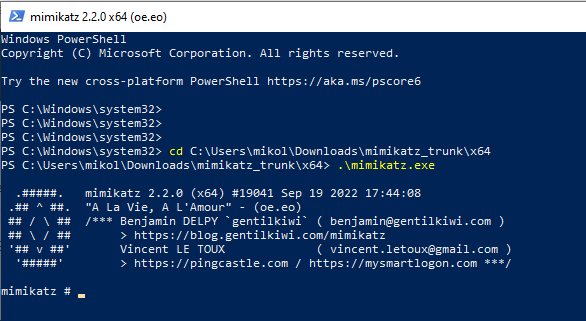 mimikatz 2.2.0 x64 (oe.eo)
Windows PowerShell
Copyright (C) Microsoft Corporation. All rights reserved.
Try the new cross-platform PowerShell https://aka.ms/pscore6
PS C:\Windows\system32>
PS C:\Windows\system32>
PS C:\Windows\system32>
PS C:\Windows\system32> cd C:\Users\mikol\Downloads\mimikatz_trunk\x64
PS C:\Users\mikol\Downloads\mimikatz_trunk\x64> .\mimikatz.exe
  .#####.   mimikatz 2.2.0 (x64) #19041 Sep 19 2022 17:44:08
 .## ^ ##.  "A La Vie, A L'Amour" - (oe.eo)
 ## / \ ##  /*** Benjamin DELPY `gentilkiwi` ( benjamin@gentilkiwi.com )
 ## \ / ##       > https://blog.gentilkiwi.com/mimikatz
 '## v ##'       Vincent LE TOUX             ( vincent.letoux@gmail.com )
  '#####'        > https://pingcastle.com / https://mysmartlogon.com ***/
mimikatz #